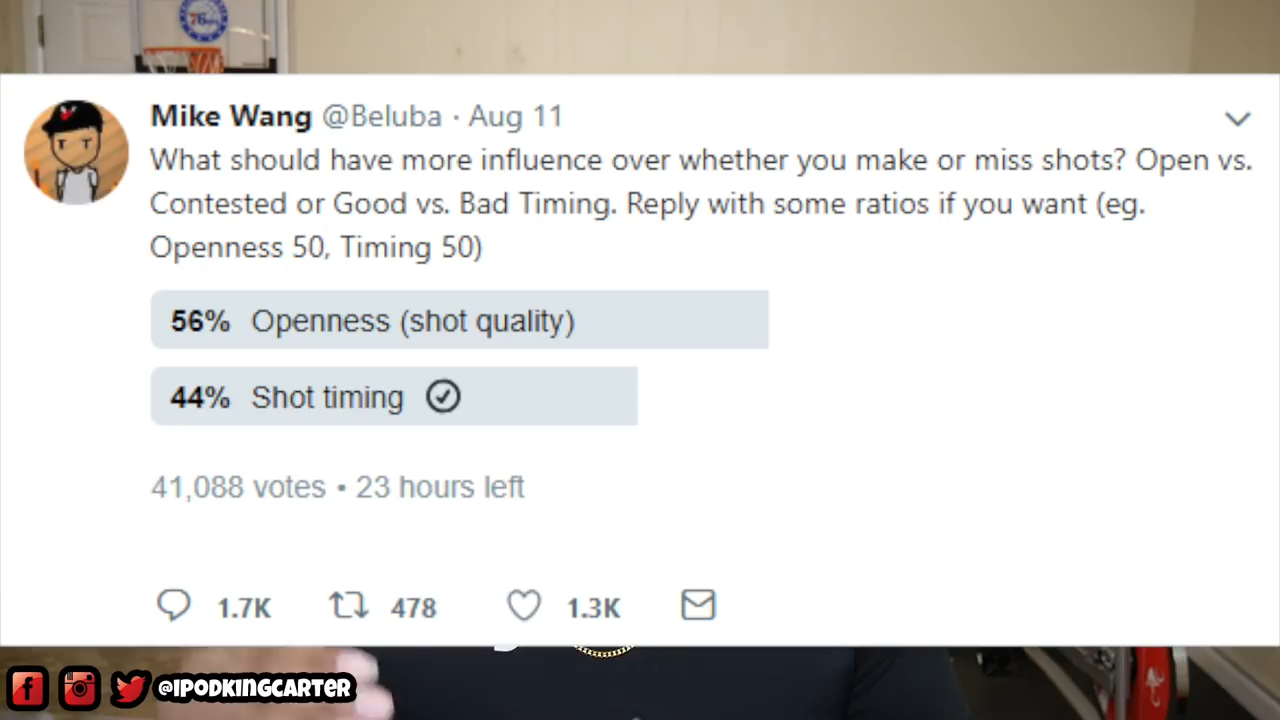 76ers
Mike Wang @Beluba · Aug 11
What should have more influence over whether you make or miss shots? Open vs.
Contested or Good vs. Bad Timing. Reply with some ratios if you want (eg.
Openness 50, Timing 50)
56% Openness (shot quality)
44% Shot timing
41,088 votes • 23 hours left
1.7K 478 1.3K
@IPODKINGCARTER